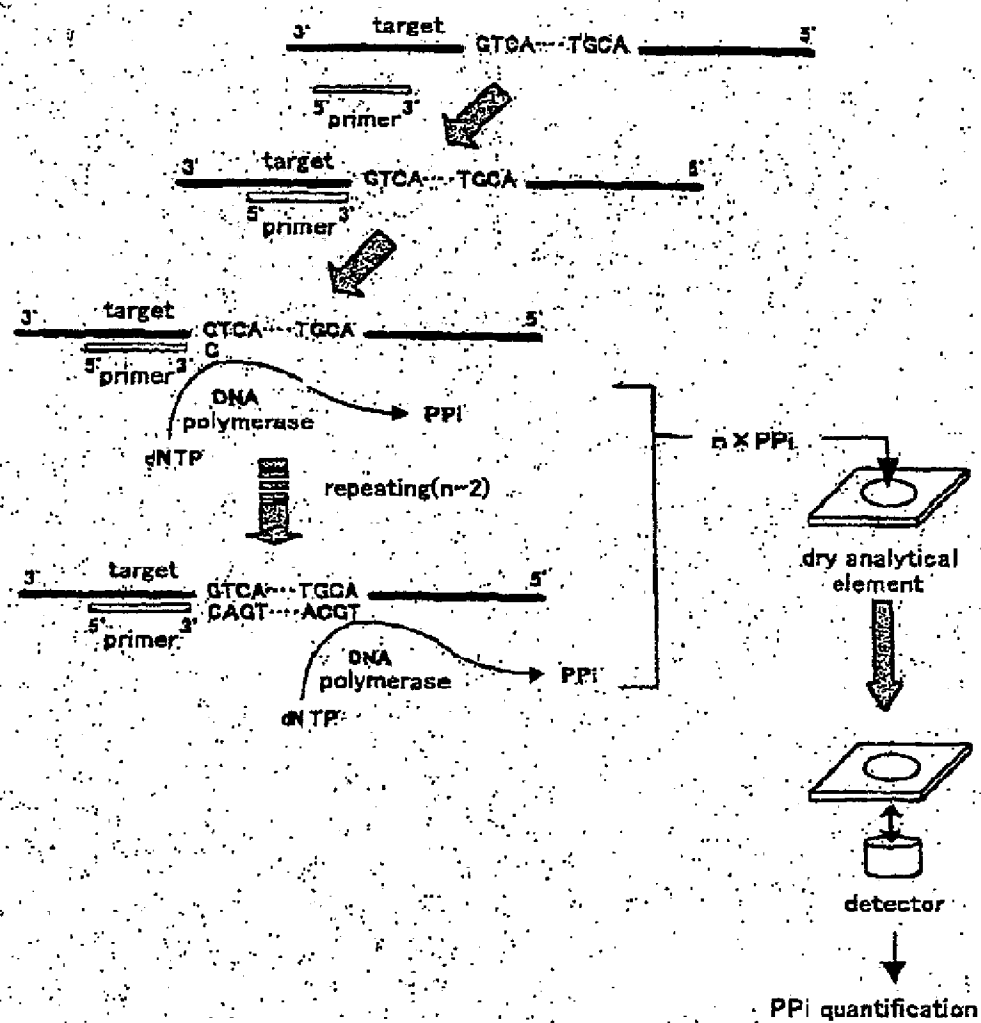 3' target 5'
GTCA····TGCA
5' 3'
primer
3' target 5'
GTCA····TGCA
5' 3'
primer
3' target 5'
GTCA····TGCA
5' primer 3' C
DNA
polymerase
PPi
dNTP
n X PPi
repeating(n-2)
dry analytical
element
3' target 5'
GTCA····TGCA
CAGT····ACGT
5' primer 3'
DNA
polymerase
PPi
dNTP
detector
PPi quantification